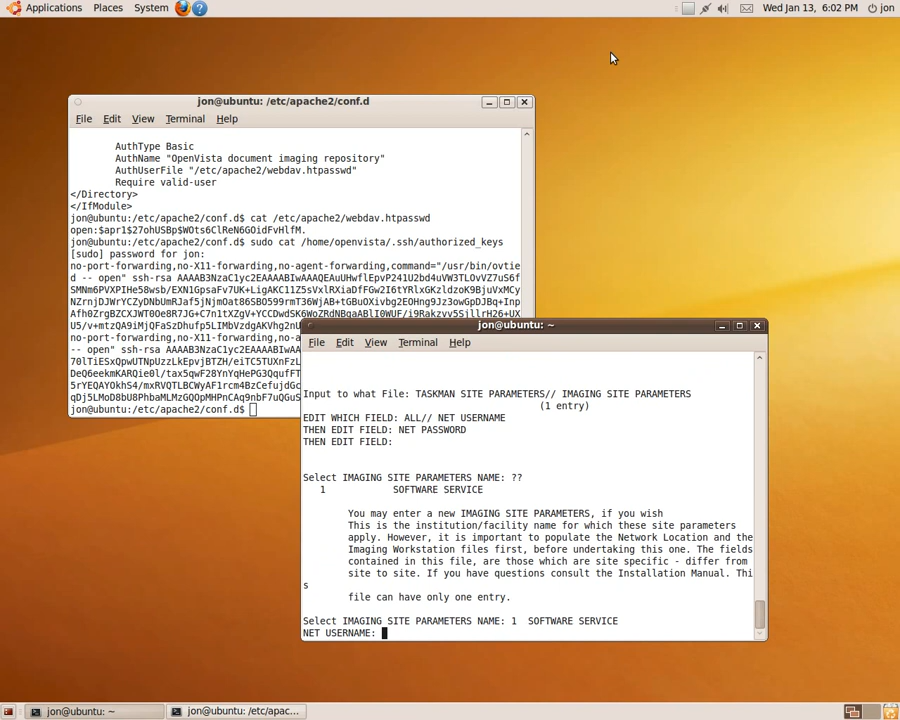 Applications Places System
Wed Jan 13, 6:02 PM jon
jon@ubuntu: /etc/apache2/conf.d
File Edit View Terminal Help
AuthType Basic
AuthName "OpenVista document imaging repository"
AuthUserFile "/etc/apache2/webdav.htpasswd"
Require valid-user
</Directory>
</IfModule>
jon@ubuntu:/etc/apache2/conf.d$ cat /etc/apache2/webdav.htpasswd
jon@ubuntu:/etc/apache2/conf.d$ sudo cat /home/openvista/.ssh/authorized_keys
[sudo] password for jon:
no-port-forwarding,no-X11-forwarding,no-agent-forwarding,command="/usr/bin/ovtie
d -- open" ssh-rsa
no-port-forwarding,no-X11-forwarding,no
-- open" ssh-rsa
jon@ubuntu:/etc/apache2/conf.d$
jon@ubuntu: ~
File Edit View Terminal Help
Input to what File: TASKMAN SITE PARAMETERS// IMAGING SITE PARAMETERS
(1 entry)
EDIT WHICH FIELD: ALL// NET USERNAME
THEN EDIT FIELD: NET PASSWORD
THEN EDIT FIELD:
Select IMAGING SITE PARAMETERS NAME: ??
1 SOFTWARE SERVICE
You may enter a new IMAGING SITE PARAMETERS, if you wish
This is the institution/facility name for which these site parameters
apply. However, it is important to populate the Network Location and the
Imaging Workstation files first, before undertaking this one. The fields
contained in this file, are those which are site specific - differ from
site to site. If you have questions consult the Installation Manual. Thi
s
file can have only one entry.
Select IMAGING SITE PARAMETERS NAME: 1 SOFTWARE SERVICE
NET USERNAME:
jon@ubuntu: ~
jon@ubuntu: /etc/apac...